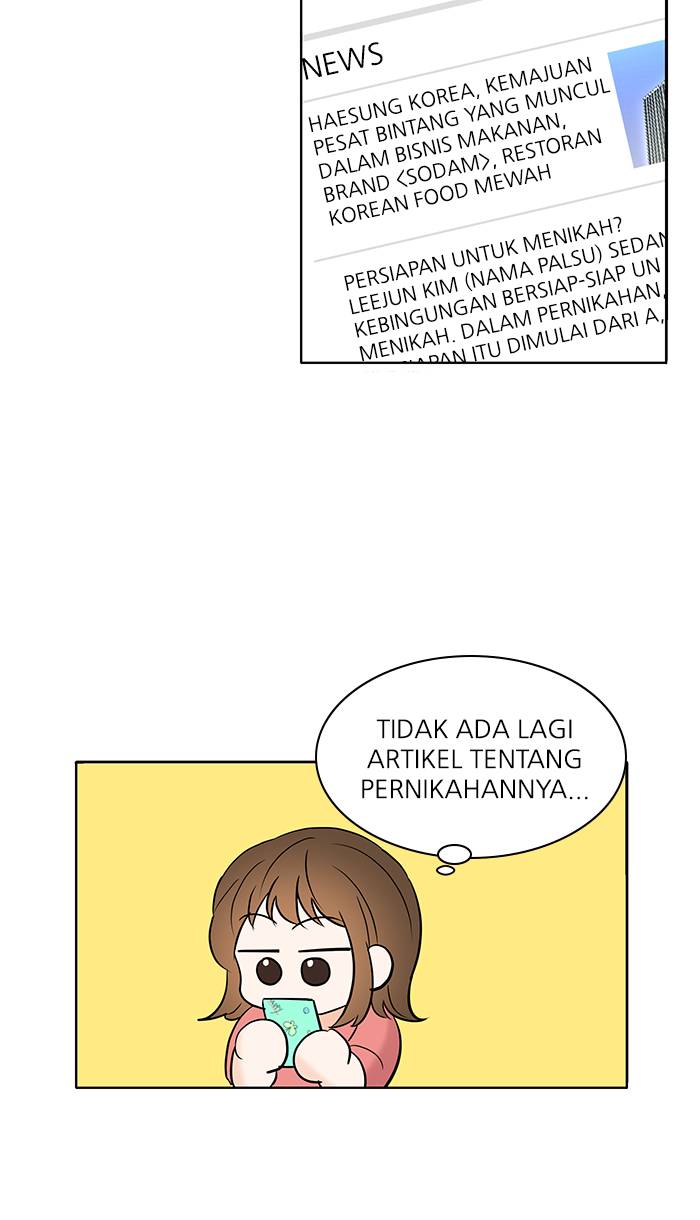 NEWS
HAESUNG KOREA, KEMAJUAN
PESAT BINTANG YANG MUNCUL
DALAM BISNIS MAKANAN,
BRAND <SODAM>, RESTORAN
KOREAN FOOD MEWAH
PERSIAPAN UNTUK MENIKAH?
LEEJUN KIM (NAMA PALSU) SEDAN
KEBINGUNGAN BERSIAP-SIAP UN
MENIKAH. DALAM PERNIKAHAN,
ITU DIMULAI DARI A,
TIDAK ADA LAGI
ARTIKEL TENTANG
PERNIKAHANNYA...